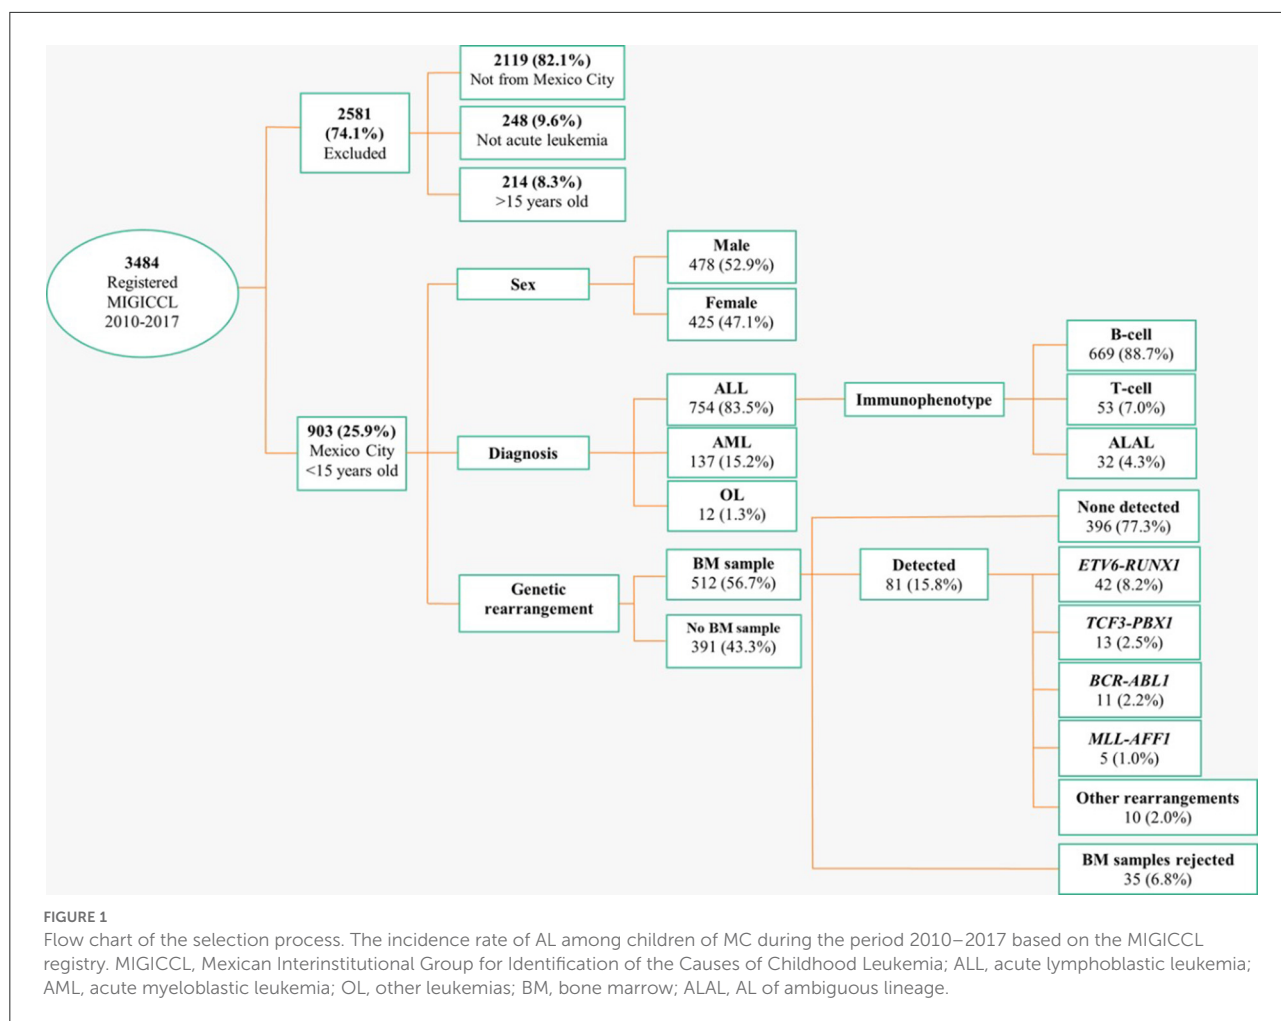 3484
Registered
MIGICCL
2010-2017
2581
(74.1%)
Excluded
2119 (82.1%)
Not from Mexico City
248 (9.6%)
Not acute leukemia
214 (8.3%)
>15 years old
903 (25.9%)
Mexico City
<15 years old
Sex
Male
478 (52.9%)
Female
425 (47.1%)
Diagnosis
ALL
754 (83.5%)
AML
137 (15.2%)
OL
12 (1.3%)
Immunophenotype
B-cell
669 (88.7%)
T-cell
53 (7.0%)
ALAL
32 (4.3%)
Genetic
rearrangement
BM sample
512 (56.7%)
No BM sample
391 (43.3%)
None detected
396 (77.3%)
Detected
81 (15.8%)
ETV6-RUNX1
42 (8.2%)
TCF3-PBX1
13 (2.5%)
BCR-ABL1
11 (2.2%)
MLL-AFF1
5 (1.0%)
Other rearrangements
10 (2.0%)
BM samples rejected
35 (6.8%)
FIGURE 1
Flow chart of the selection process. The incidence rate of AL among children of MC during the period 2010–2017 based on the MIGICCL
registry. MIGICCL, Mexican Interinstitutional Group for Identification of the Causes of Childhood Leukemia; ALL, acute lymphoblastic leukemia;
AML, acute myeloblastic leukemia; OL, other leukemias; BM, bone marrow; ALAL, AL of ambiguous lineage.